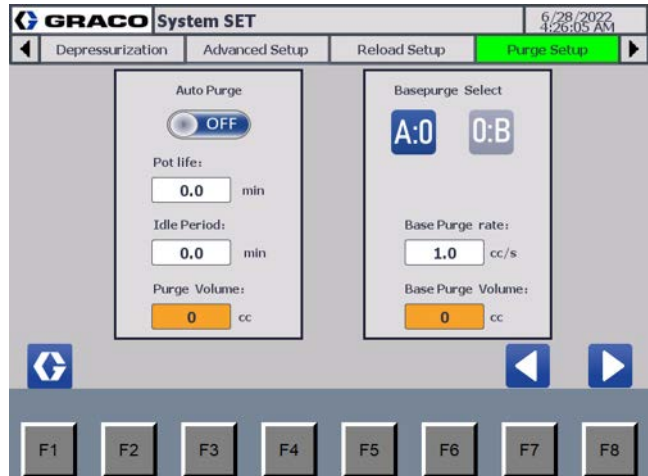 GRACO System SET
6/28/2022
4:26:05 AM
Depressurization Advanced Setup Reload Setup Purge Setup
Auto Purge
OFF
Pot life:
0.0 min
Idle Period:
0.0 min
Purge Volume:
0 cc
Basepurge Select
A:0 0:B
Base Purge rate:
1.0 cc/s
Base Purge Volume:
0 cc
F1 F2 F3 F4 F5 F6 F7 F8